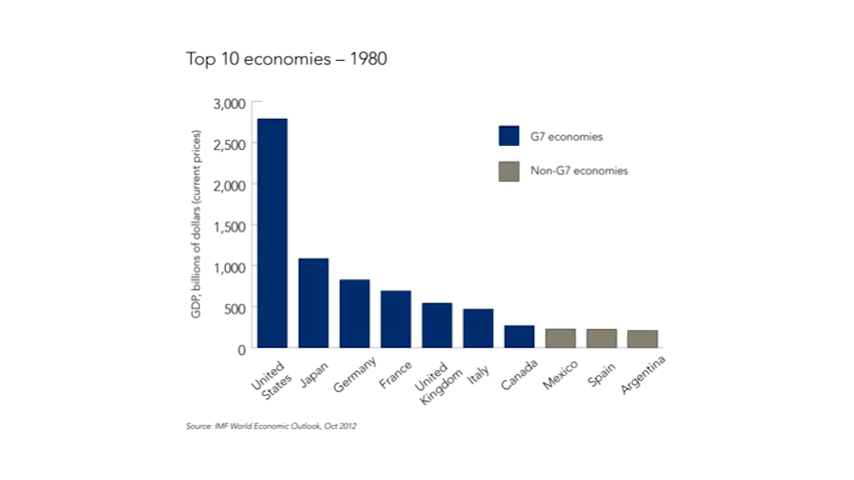 Top 10 economies – 1980
GDP, billions of dollars (current prices)
3,000
2,500
2,000
1,500
1,000
500
0
G7 economies
Non-G7 economies
United
States
Japan
Germany
France
United
Kingdom
Italy
Canada
Mexico
Spain
Argentina
Source: IMF World Economic Outlook, Oct 2012